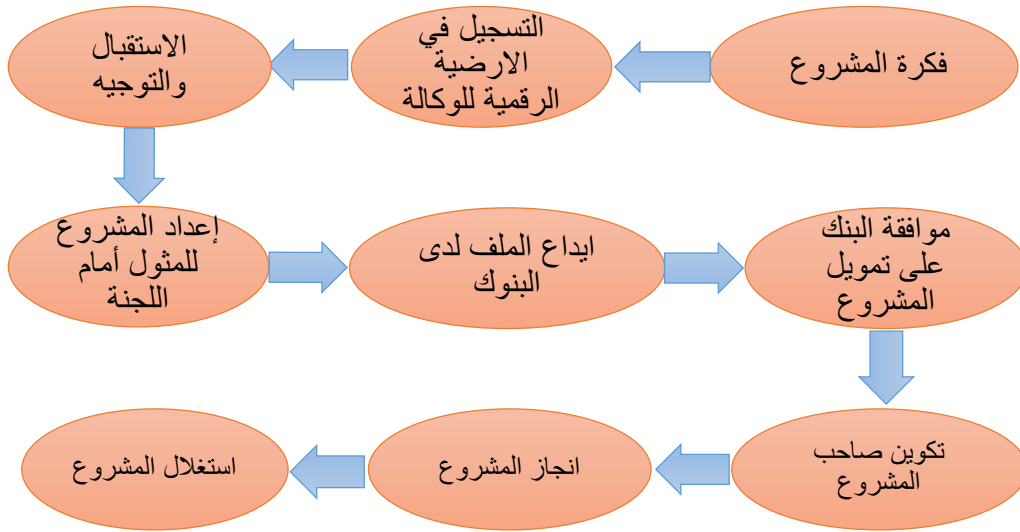 فكرة المشروع
التسجيل في
الارضية
الرقمية للوكالة
الاستقبال
والتوجيه
إعداد المشروع
للمثول أمام
اللجنة
ايداع الملف لدى
البنوك
موافقة البنك
على تمويل
المشروع
تكوين صاحب
المشروع
انجاز المشروع
استغلال المشروع